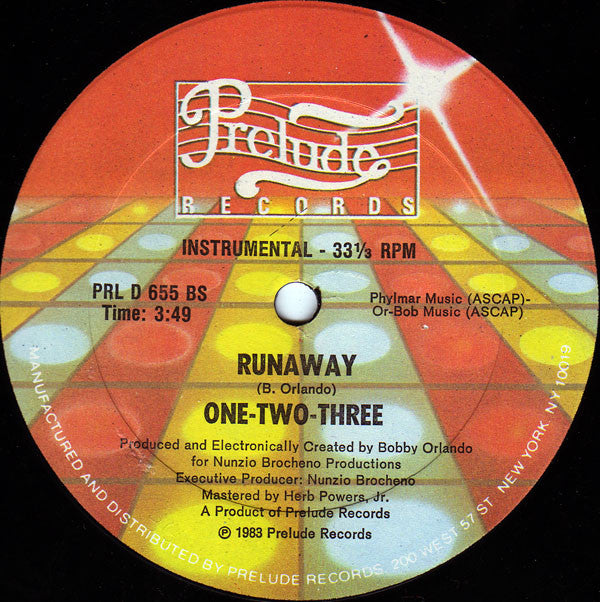 Prelude
RECORDS
INSTRUMENTAL - 33⅓ RPM
PRL D 655 BS
Time: 3:49
Phylmar Music (ASCAP)-
Or-Bob Music (ASCAP)
RUNAWAY
(B. Orlando)
ONE-TWO-THREE
Produced and Electronically Created by Bobby Orlando
for Nunzio Brocheno Productions
Executive Producer: Nunzio Brocheno
Mastered by Herb Powers, Jr.
A Product of Prelude Records
℗ 1983 Prelude Records
MANUFACTURED AND DISTRIBUTED BY PRELUDE RECORDS, 200 WEST 57 ST. NEW YORK, NY 10019